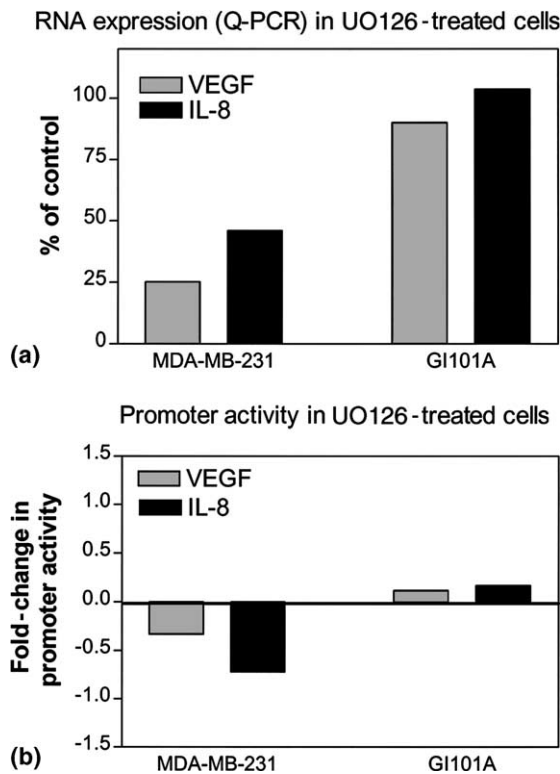 RNA expression (Q-PCR) in UO126-treated cells
VEGF
IL-8
% of control
100
75
50
25
0
(a)
MDA-MB-231 GI101A
Promoter activity in UO126-treated cells
VEGF
IL-8
Fold-change in
promoter activity
1.5
1.0
0.5
0.0
-0.5
-1.0
-1.5
(b)
MDA-MB-231 GI101A